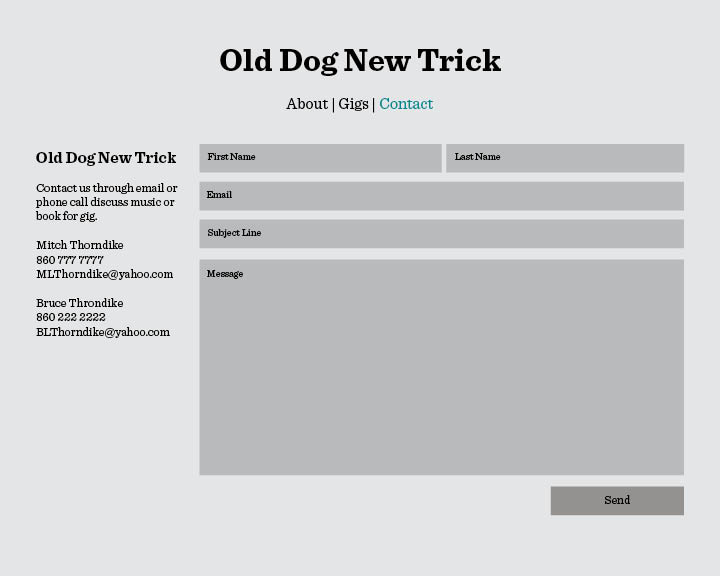 Old Dog New Trick
About | Gigs | Contact
Old Dog New Trick
Contact us through email or
phone call discuss music or
book for gig.
Mitch Thorndike
860 777 7777
MLThorndike@yahoo.com
Bruce Throndike
860 222 2222
BLThorndike@yahoo.com
First Name
Last Name
Email
Subject Line
Message
Send